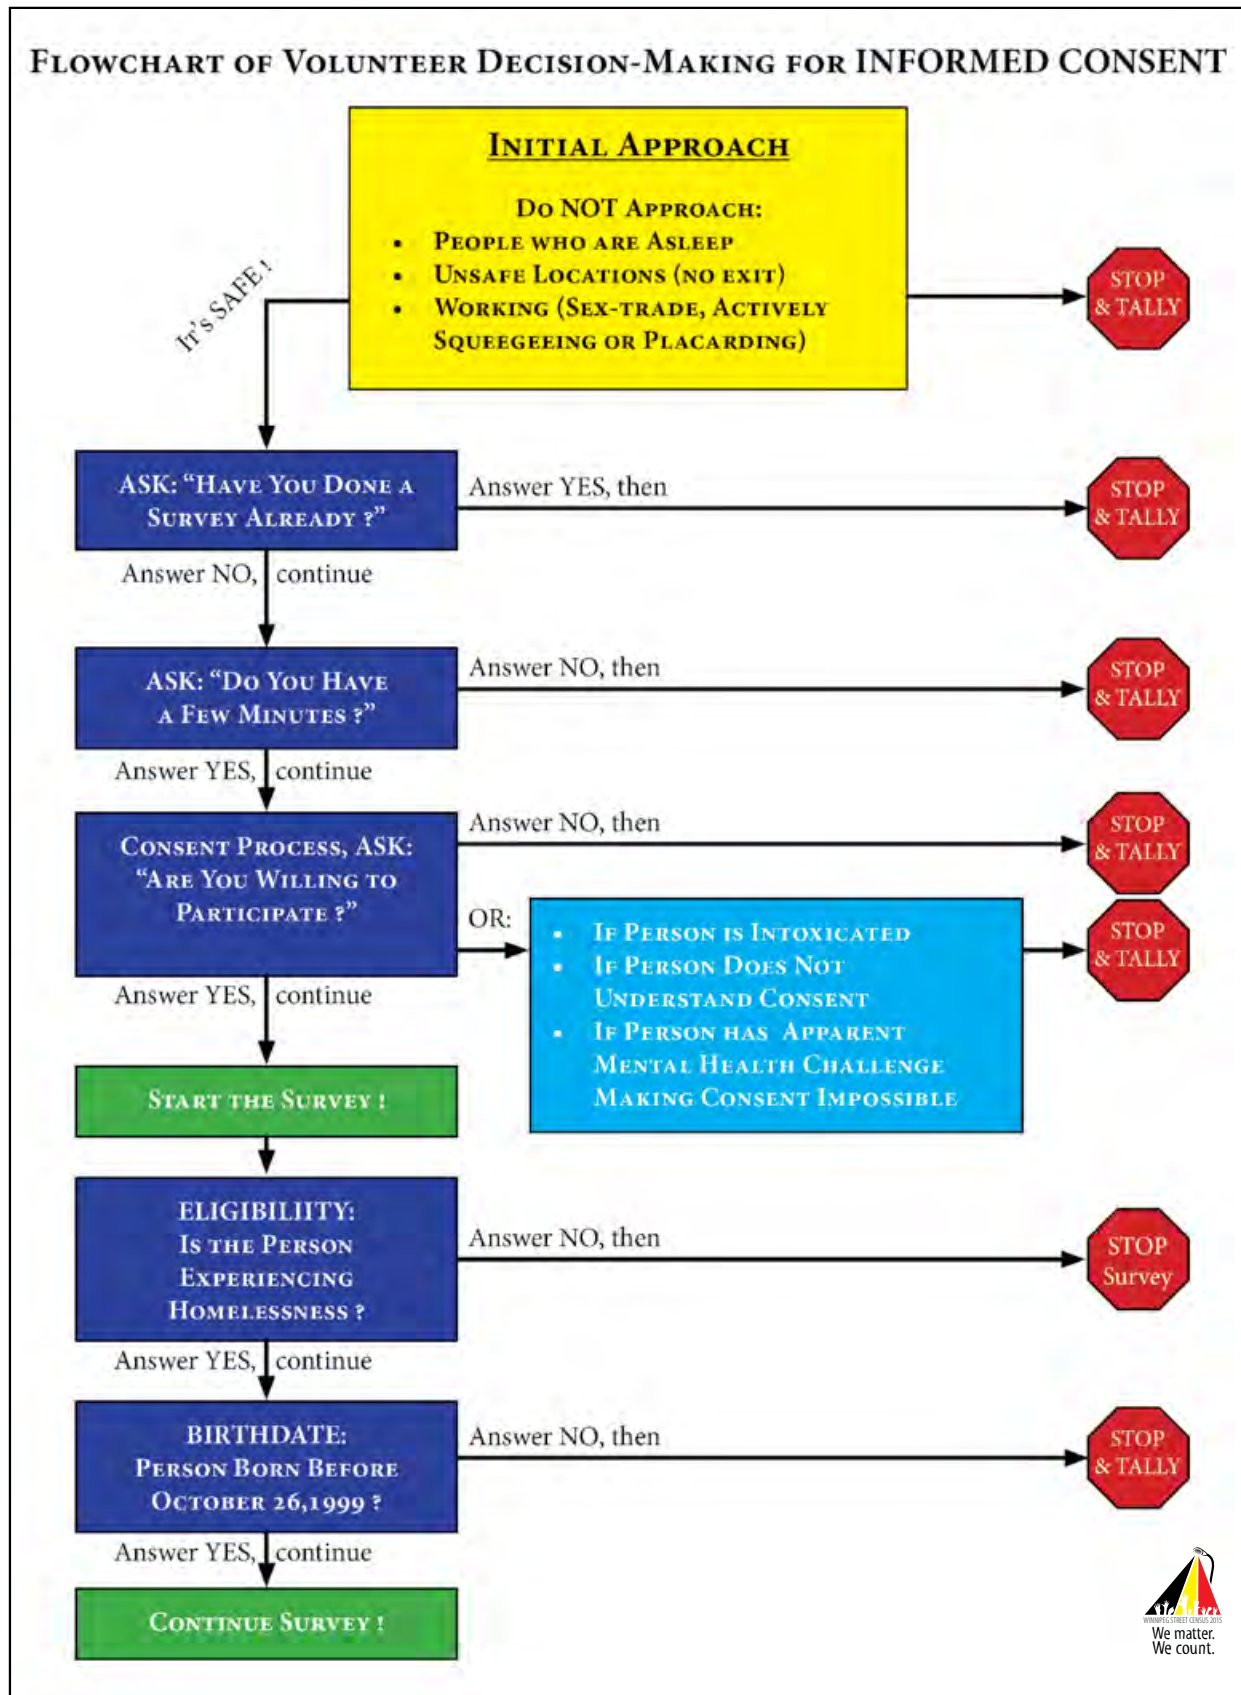 FLOWCHART OF VOLUNTEER DECISION-MAKING FOR INFORMED CONSENT
INITIAL APPROACH
DO NOT APPROACH:
• PEOPLE WHO ARE ASLEEP
• UNSAFE LOCATIONS (NO EXIT)
• WORKING (SEX-TRADE, ACTIVELY
SQUEEGEEING OR PLACARDING)
STOP
& TALLY
It's SAFE !
ASK: “HAVE YOU DONE A
SURVEY ALREADY ?”
Answer YES, then
STOP
& TALLY
Answer NO, continue
ASK: “DO YOU HAVE
A FEW MINUTES ?”
Answer NO, then
STOP
& TALLY
Answer YES, continue
CONSENT PROCESS, ASK:
“ARE YOU WILLING TO
PARTICIPATE ?”
Answer NO, then
STOP
& TALLY
OR:
• IF PERSON IS INTOXICATED
• IF PERSON DOES NOT
UNDERSTAND CONSENT
• IF PERSON HAS APPARENT
MENTAL HEALTH CHALLENGE
MAKING CONSENT IMPOSSIBLE
STOP
& TALLY
Answer YES, continue
START THE SURVEY !
ELIGIBILIITY:
IS THE PERSON
EXPERIENCING
HOMELESSNESS ?
Answer NO, then
STOP
Survey
Answer YES, continue
BIRTHDATE:
PERSON BORN BEFORE
OCTOBER 26,1999 ?
Answer NO, then
STOP
& TALLY
Answer YES, continue
CONTINUE SURVEY !
WINNIPEG STREET CENSUS 2015
We matter.
We count.